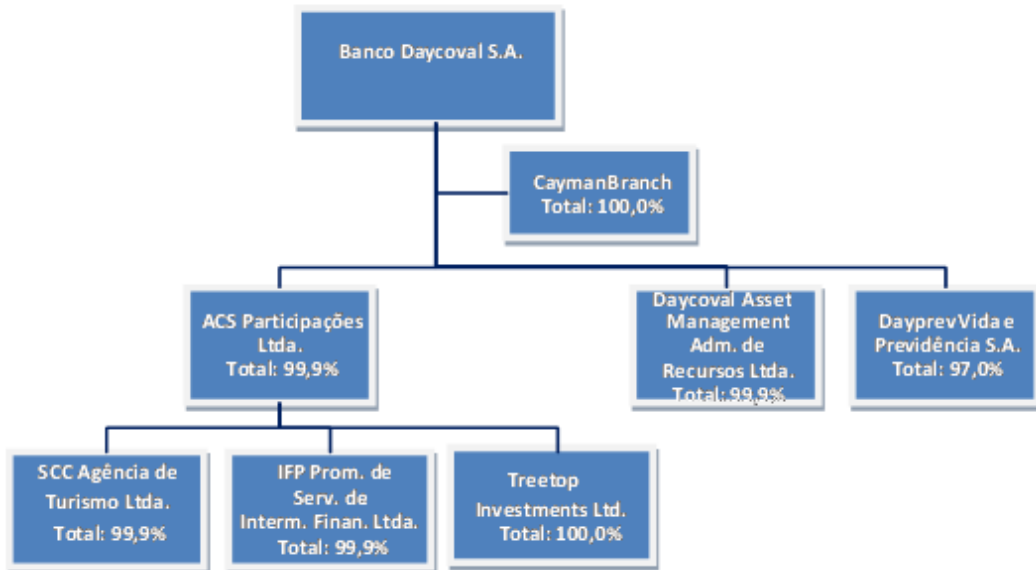 Banco Daycoval S.A.
CaymanBranch
Total: 100,0%
ACS Participações
Ltda.
Total: 99,9%
Daycoval Asset
Management
Adm. de
Recursos Ltda.
Total: 99,9%
Dayprev Vida e
Previdência S.A.
Total: 97,0%
SCC Agência de
Turismo Ltda.
Total: 99,9%
IFP Prom. de
Serv. de
Interm. Finan. Ltda.
Total: 99,9%
Treetop
Investments Ltd.
Total: 100,0%